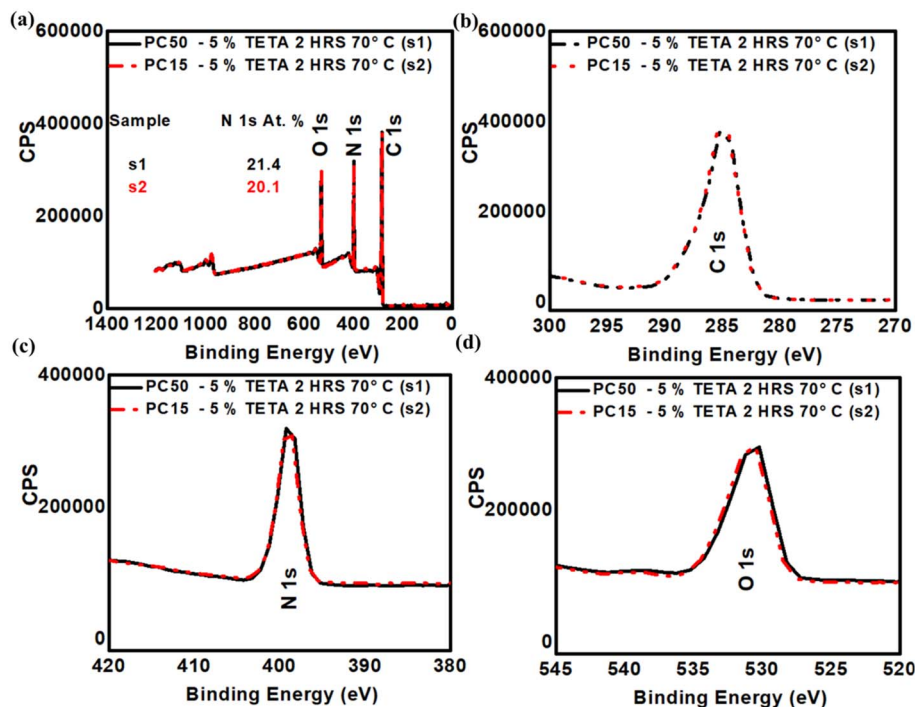 (a)
600000
400000
200000
0
CPS
PC50 - 5 % TETA 2 HRS 70° C (s1)
PC15 - 5 % TETA 2 HRS 70° C (s2)
Sample N 1s At. %
s1 21.4
s2 20.1
O 1s
N 1s
C 1s
1400 1200 1000 800 600 400 200 0
Binding Energy (eV)
(b)
600000
400000
200000
0
CPS
PC50 - 5 % TETA 2 HRS 70° C (s1)
PC15 - 5 % TETA 2 HRS 70° C (s2)
C 1s
300 295 290 285 280 275 270
Binding Energy (eV)
(c)
400000
200000
0
CPS
PC50 - 5 % TETA 2 HRS 70° C (s1)
PC15 - 5 % TETA 2 HRS 70° C (s2)
N 1s
420 410 400 390 380
Binding Energy (eV)
(d)
400000
200000
0
CPS
PC50 - 5 % TETA 2 HRS 70° C (s1)
PC15 - 5 % TETA 2 HRS 70° C (s2)
O 1s
545 540 535 530 525 520
Binding Energy (eV)